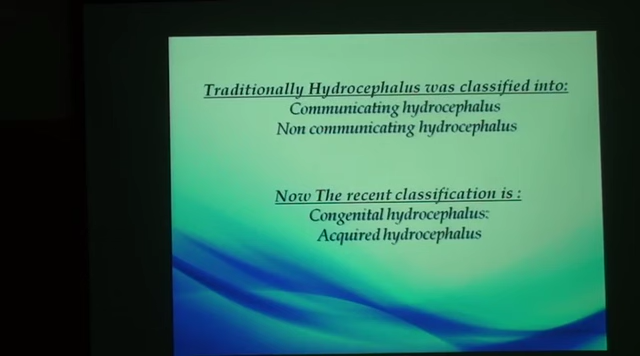 Traditionally Hydrocephalus was classified into:
Communicating hydrocephalus
Non communicating hydrocephalus
Now The recent classification is :
Congenital hydrocephalus:
Acquired hydrocephalus